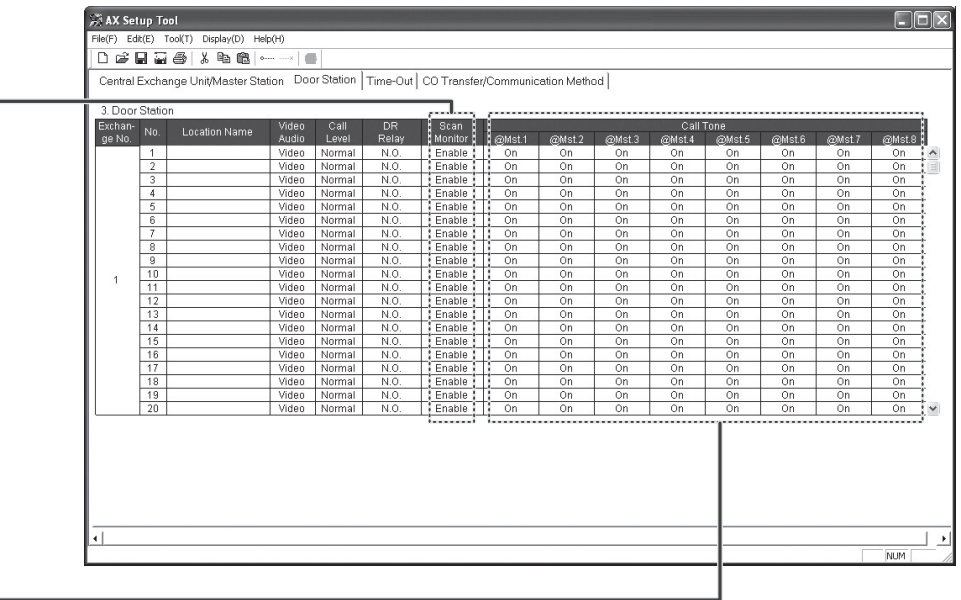 AX Setup Tool
File(F) Edit(E) Tool(T) Display(D) Help(H)
Central Exchange Unit/Master Station Door Station Time-Out CO Transfer/Communication Method
3. Door Station
Exchan-ge No. No. Location Name Video Audio Call Level DR Relay Scan Monitor Call Tone
@Mst.1 @Mst.2 @Mst.3 @Mst.4 @Mst.5 @Mst.6 @Mst.7 @Mst.8
1 Video Normal N.O. Enable On On On On On On On On
2 Video Normal N.O. Enable On On On On On On On On
3 Video Normal N.O. Enable On On On On On On On On
4 Video Normal N.O. Enable On On On On On On On On
5 Video Normal N.O. Enable On On On On On On On On
6 Video Normal N.O. Enable On On On On On On On On
7 Video Normal N.O. Enable On On On On On On On On
8 Video Normal N.O. Enable On On On On On On On On
9 Video Normal N.O. Enable On On On On On On On On
1 10 Video Normal N.O. Enable On On On On On On On On
11 Video Normal N.O. Enable On On On On On On On On
12 Video Normal N.O. Enable On On On On On On On On
13 Video Normal N.O. Enable On On On On On On On On
14 Video Normal N.O. Enable On On On On On On On On
15 Video Normal N.O. Enable On On On On On On On On
16 Video Normal N.O. Enable On On On On On On On On
17 Video Normal N.O. Enable On On On On On On On On
18 Video Normal N.O. Enable On On On On On On On On
19 Video Normal N.O. Enable On On On On On On On On
20 Video Normal N.O. Enable On On On On On On On On
NUM